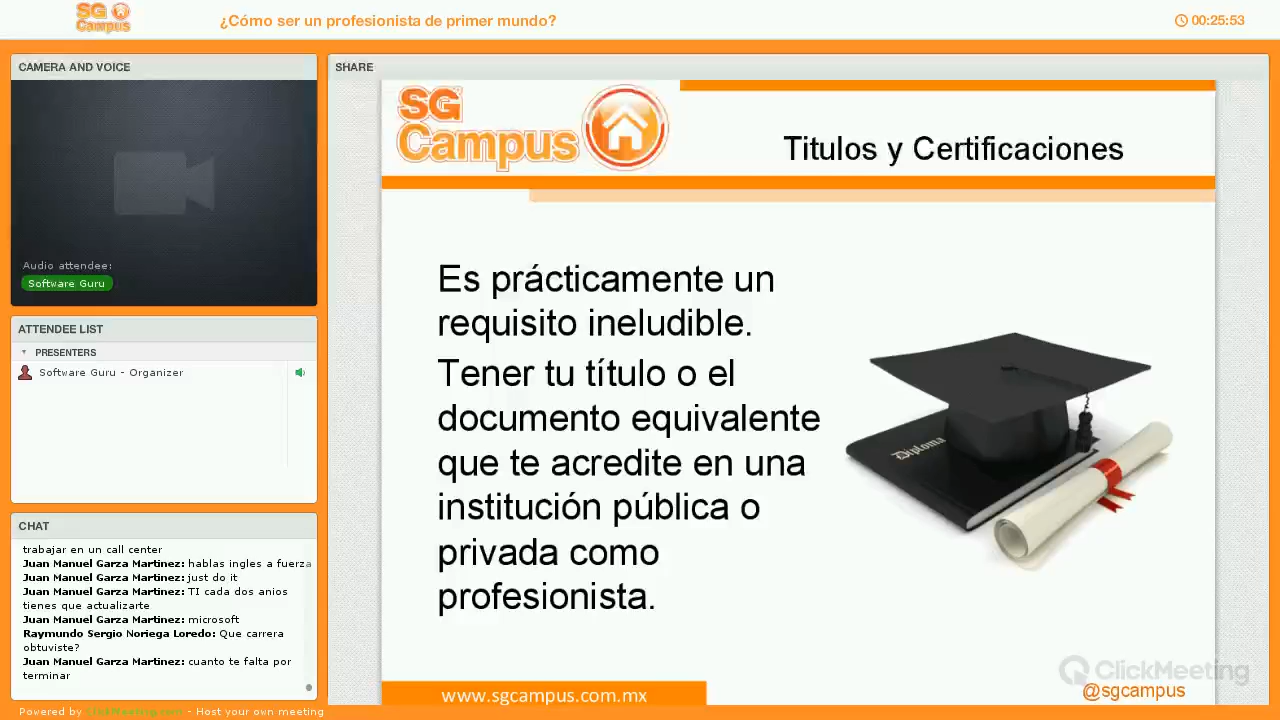 SG
Campus
¿Cómo ser un profesionista de primer mundo?
00:25:53
CAMERA AND VOICE
Audio attendee:
Software Guru
ATTENDEE LIST
PRESENTERS
Software Guru - Organizer
CHAT
trabajar en un call center
Juan Manuel Garza Martinez: hablas ingles a fuerza
Juan Manuel Garza Martinez: just do it
Juan Manuel Garza Martinez: TI cada dos anios
tienes que actualizarte
Juan Manuel Garza Martinez: microsoft
Raymundo Sergio Noriega Loredo: Que carrera
obtuviste?
Juan Manuel Garza Martinez: cuanto te falta por
terminar
SHARE
SG
Campus
Titulos y Certificaciones
Es prácticamente un
requisito ineludible.
Tener tu título o el
documento equivalente
que te acredite en una
institución pública o
privada como
profesionista.
Diploma
www.sgcampus.com.mx
ClickMeeting
@sgcampus
Powered by ClickMeeting.com - Host your own meeting